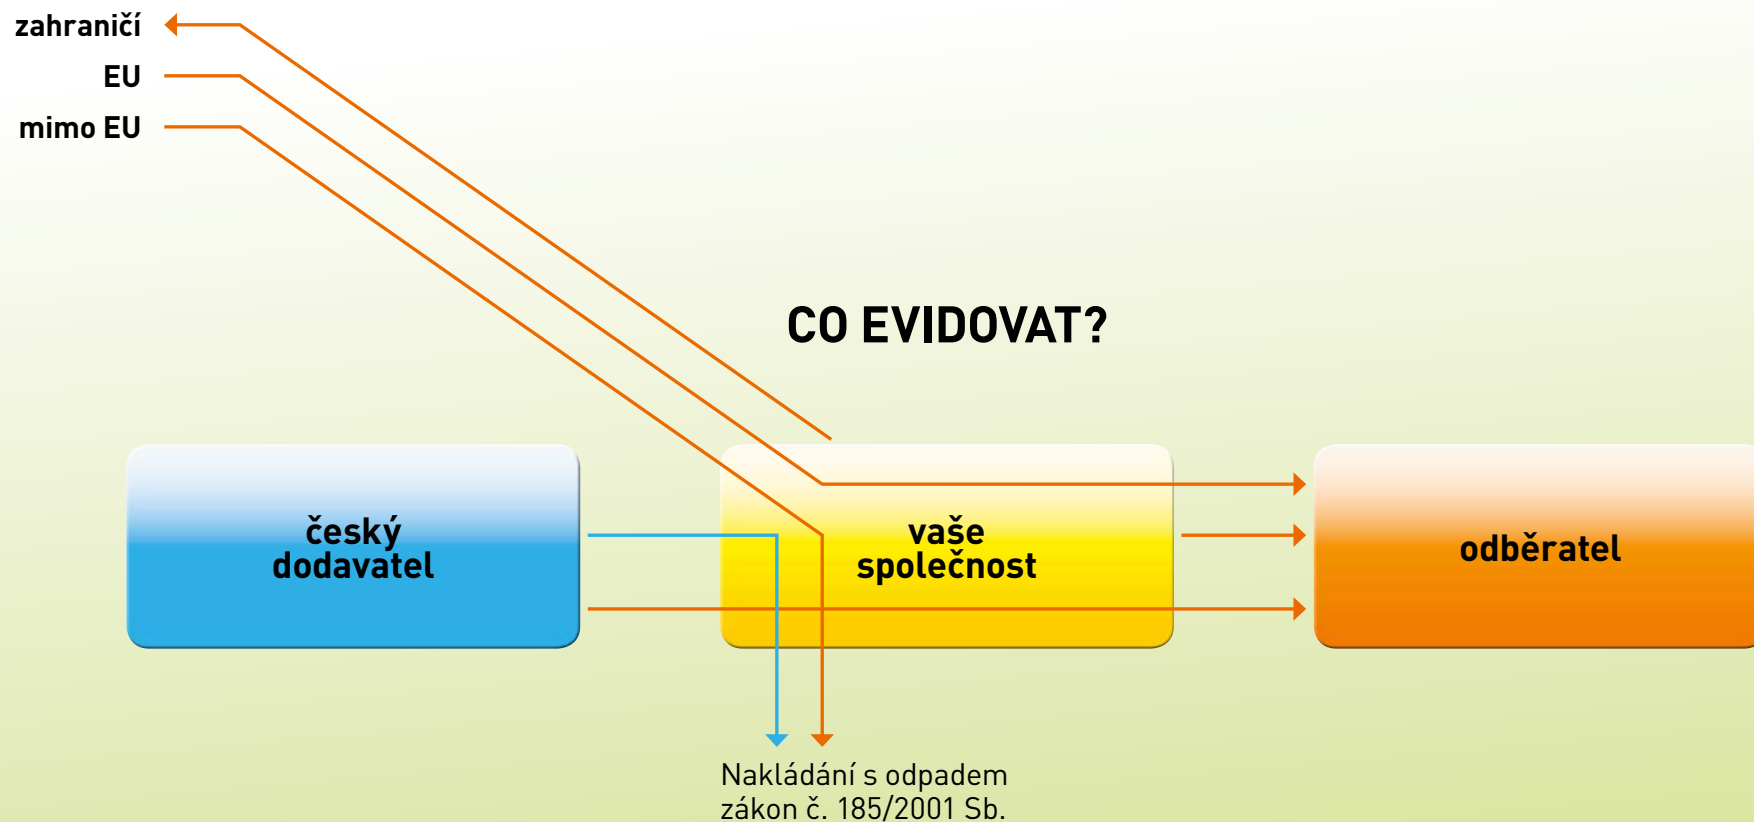 zahraničí
EU
mimo EU
CO EVIDOVAT?
český
dodavatel
vaše
společnost
odběratel
Nakládání s odpadem
zákon č. 185/2001 Sb.